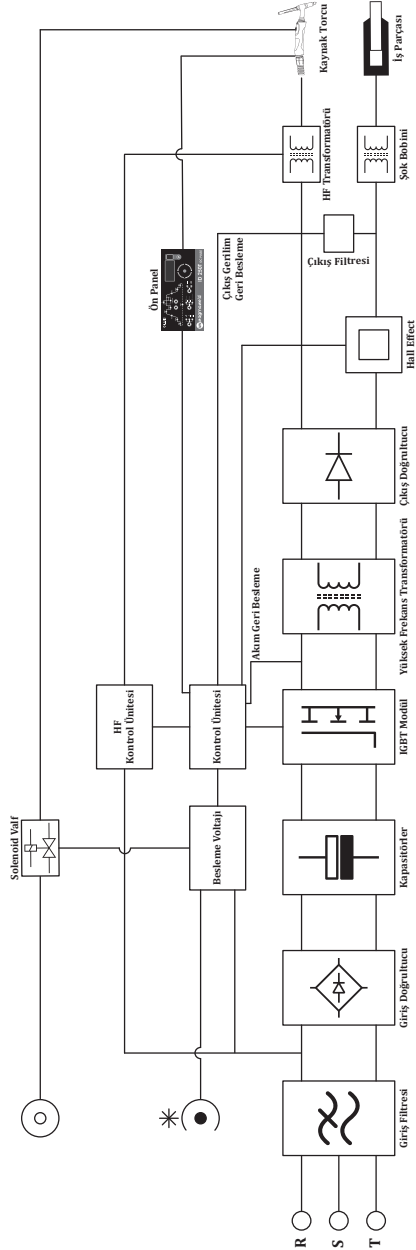 Solenoid Valf
Kaynak Torcu
İş Parçası
HF Transformatörü
Şok Bobini
Ön Panel
Çıkış Gerilim
Geri Besleme
Çıkış Filtresi
Hall Effect
Çıkış Doğrultucu
Yüksek Frekans Transformatörü
Akım Geri Besleme
HF
Kontrol Ünitesi
Kontrol Ünitesi
IGBT Modül
Besleme Voltajı
Kapasitörler
Giriş Doğrultucu
Giriş Filtresi
R
S
T